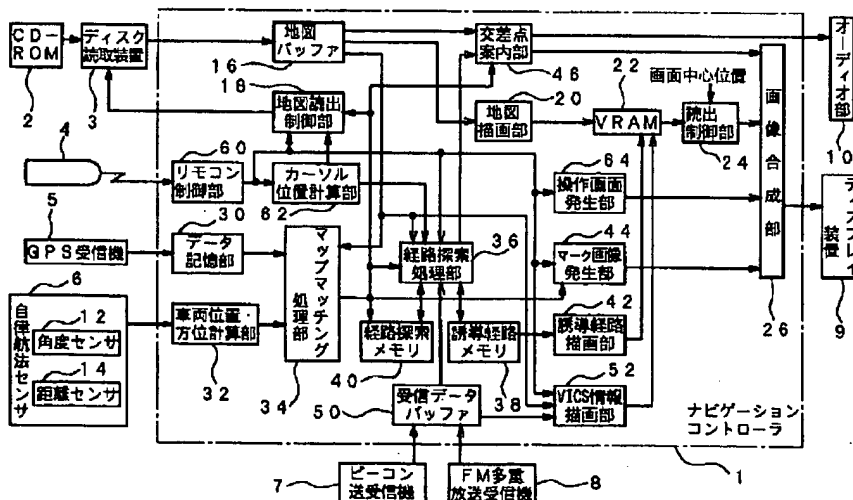 CD-
ROM
2
ディスク
読取装置
3
地図
バッファ
16
交差点
案内部
46
オーディオ部
10
地図読出
制御部
18
地図
描画部
20
22
VRAM
画面中心位置
読出
制御部
24
画像合成部
26
4
60
リモコン
制御部
カーソル
位置計算部
62
64
操作画面
発生部
ディスプレイ
装置
9
5
GPS受信機
30
データ
記憶部
マップマッチング
処理部
34
経路探索
処理部
36
44
マーク画像
発生部
6
自律航法センサ
12
角度センサ
14
距離センサ
車両位置・
方位計算部
32
経路探索
メモリ
40
誘導経路
メモリ
38
42
誘導経路
描画部
50
受信データ
バッファ
52
VICS情報
描画部
ナビゲーション
コントローラ
1
7
ビーコン
送受信機
FM多重
放送受信機
8